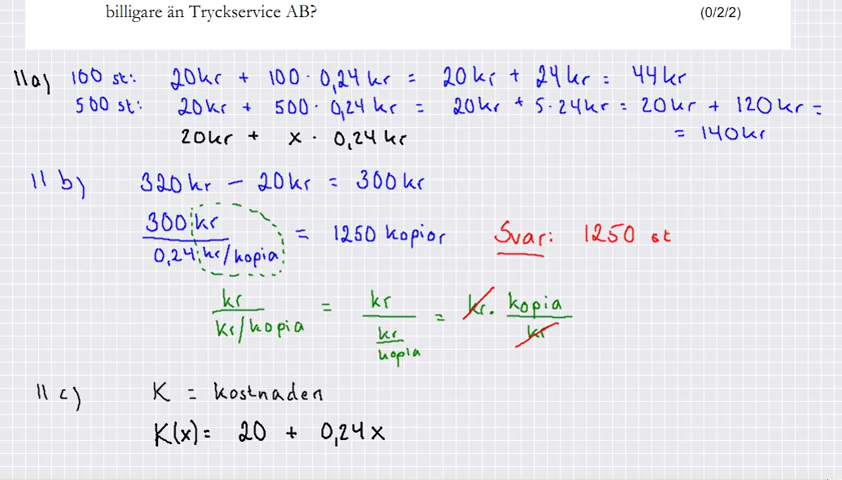 billigare än Tryckservice AB? (0/2/2)
11a) 100 st: 20kr + 100 · 0,24 kr = 20kr + 24kr = 44kr
500 st: 20kr + 500 · 0,24 kr = 20kr + 5·24kr = 20kr + 120kr =
= 140kr
20kr + x · 0,24 kr
11 b) 320kr − 20kr = 300kr
300 kr / 0,24 kr/kopia = 1250 kopior Svar: 1250 st
kr / kr/kopia = kr / kr/kopia = kr · kopia / kr
11 c) K = kostnaden
K(x) = 20 + 0,24x